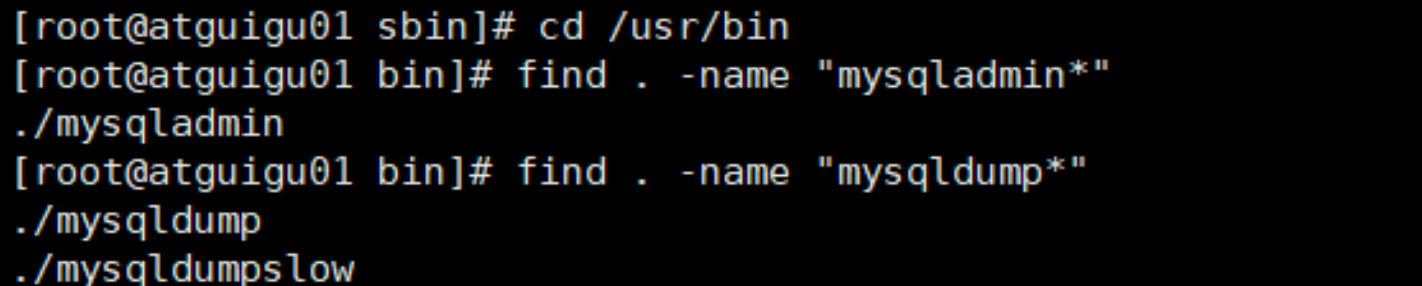 [root@atguigu01 sbin]# cd /usr/bin
[root@atguigu01 bin]# find . -name "mysqladmin*"
./mysqladmin
[root@atguigu01 bin]# find . -name "mysqldump*"
./mysqldump
./mysqldumpslow